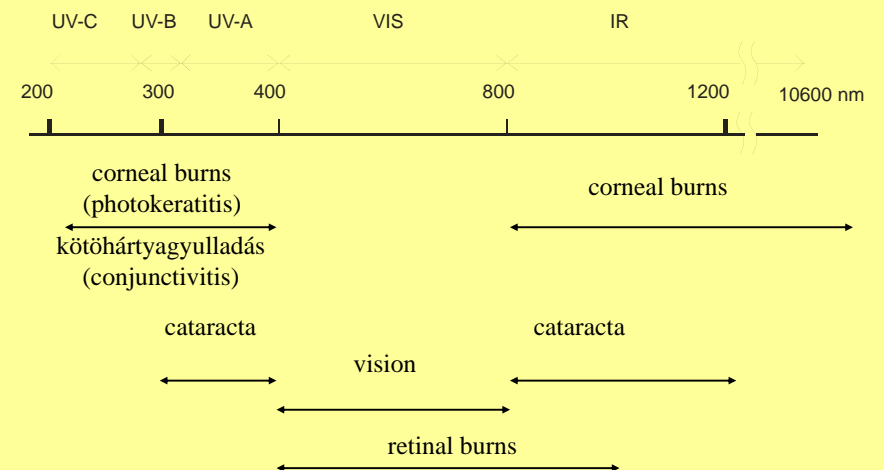 UV-C UV-B UV-A VIS IR
200 300 400 800 1200 10600 nm
corneal burns
(photokeratitis)
corneal burns
kötöhártyagyulladás
(conjunctivitis)
cataracta cataracta
vision
retinal burns